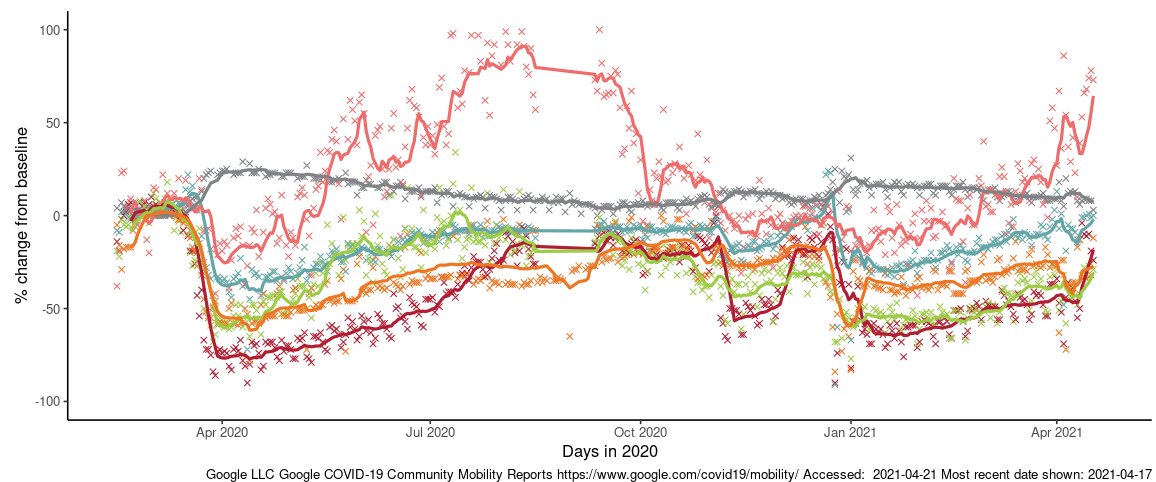 100
50
0
-50
-100
% change from baseline
Apr 2020 Jul 2020 Oct 2020 Jan 2021 Apr 2021
Days in 2020
Google LLC Google COVID-19 Community Mobility Reports https://www.google.com/covid19/mobility/ Accessed:  2021-04-21 Most recent date shown: 2021-04-17